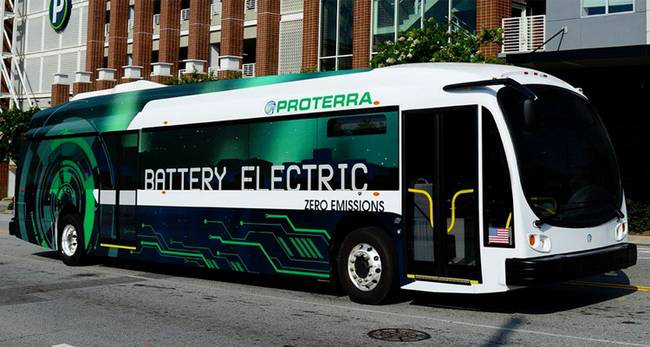 P
PROTERRA
BATTERY ELECTRIC
ZERO EMISSIONS